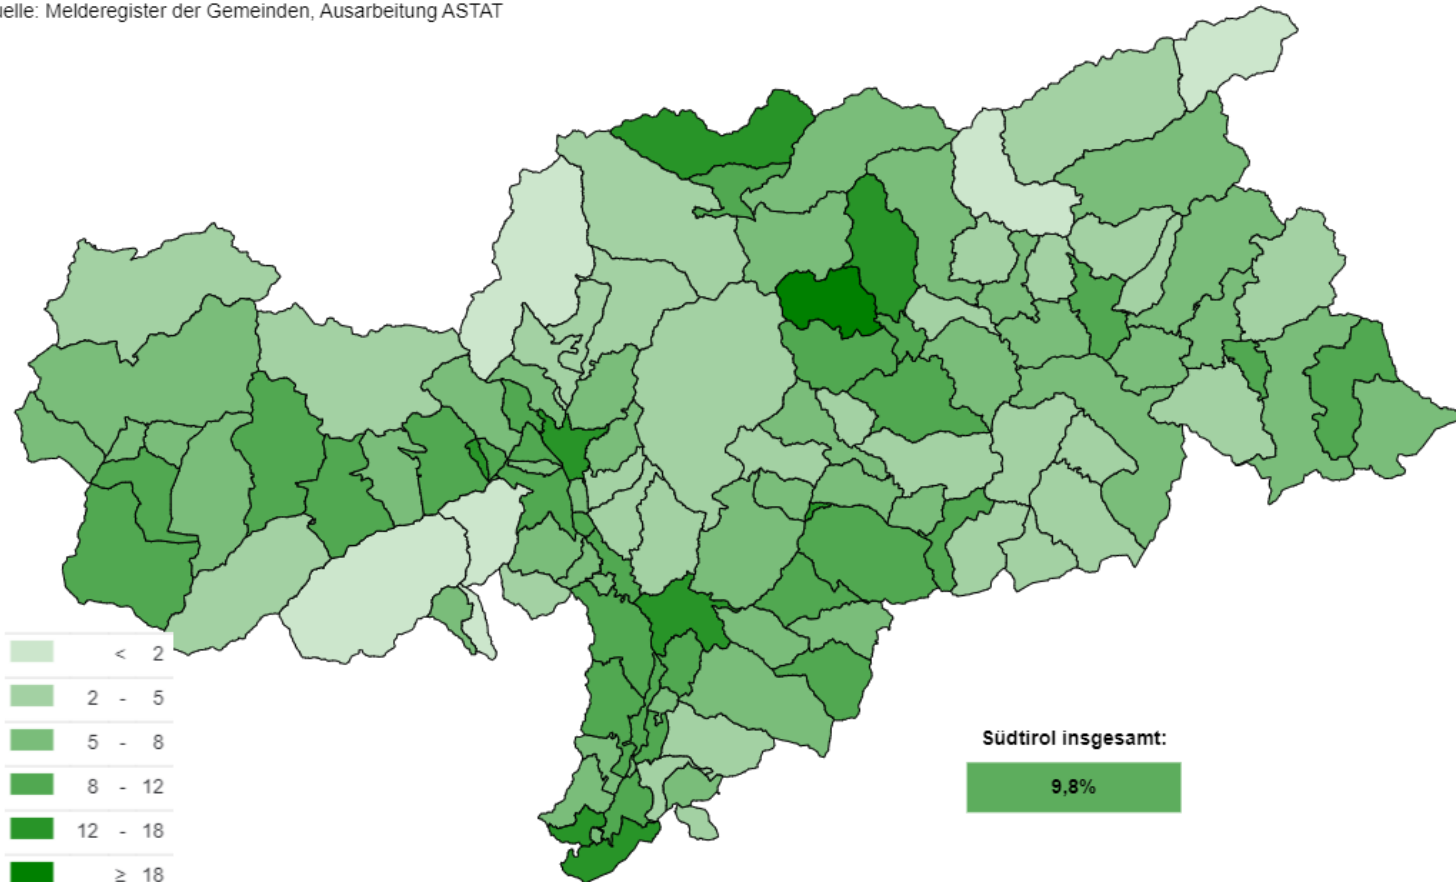 Melderegister der Gemeinden, Ausarbeitung ASTAT
< 2
2 - 5
5 - 8
8 - 12
12 - 18
≥ 18
Südtirol insgesamt:
9,8%